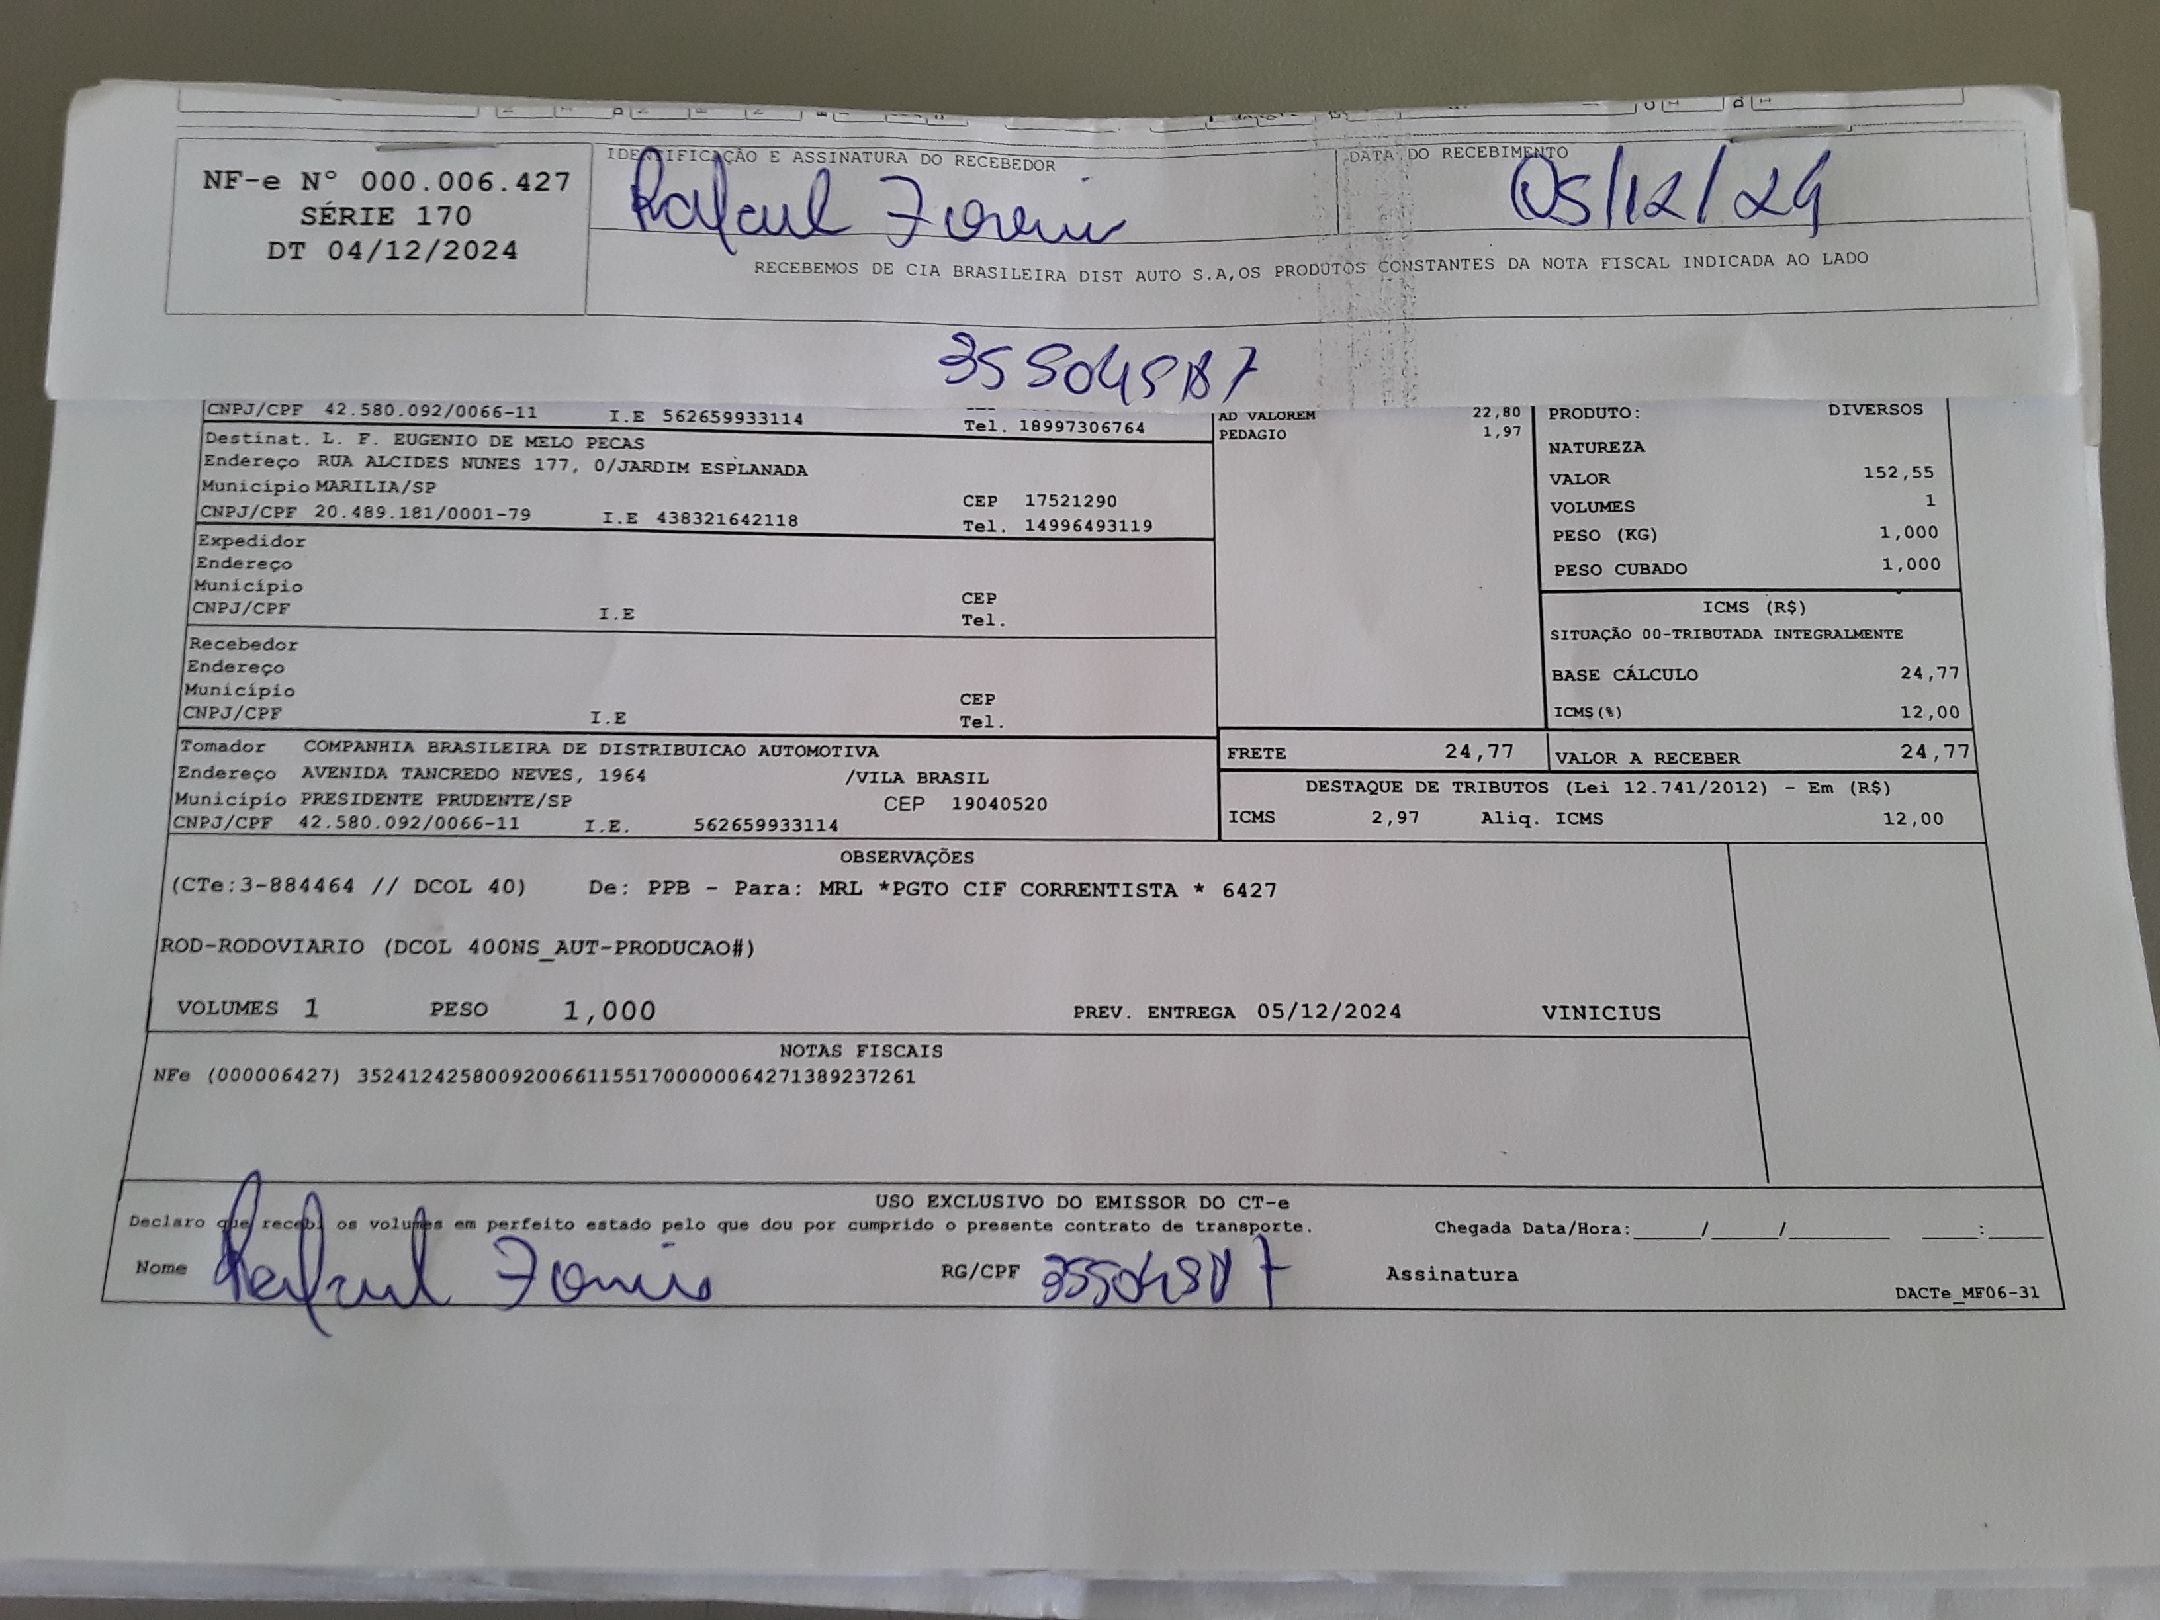 IDENTIFICAÇÃO E ASSINATURA DO RECEBEDOR
DATA DO RECEBIMENTO
NF-e Nº 000.006.427
SÉRIE 170
DT 04/12/2024
Rafael
05/12/24
RECEBEMOS DE CIA BRASILEIRA DIST AUTO S.A,OS PRODUTOS CONSTANTES DA NOTA FISCAL INDICADA AO LADO
CNPJ/CPF 42.580.092/0066-11 I.E 562659933114 Tel. 18997306764
Destinat. L. F. EUGENIO DE MELO PECAS
Endereço RUA ALCIDES NUNES 177, 0/JARDIM ESPLANADA
Município MARILIA/SP CEP 17521290
CNPJ/CPF 20.489.181/0001-79 I.E 438321642118 Tel. 14996493119
Expedidor
Endereço
Município CEP
CNPJ/CPF I.E Tel.
Recebedor
Endereço
Município CEP
CNPJ/CPF I.E Tel.
Tomador COMPANHIA BRASILEIRA DE DISTRIBUICAO AUTOMOTIVA
Endereço AVENIDA TANCREDO NEVES, 1964 /VILA BRASIL
Município PRESIDENTE PRUDENTE/SP CEP 19040520
CNPJ/CPF 42.580.092/0066-11 I.E. 562659933114
AD VALOREM 22,80
PEDAGIO 1,97
PRODUTO: DIVERSOS
NATUREZA
VALOR 152,55
VOLUMES 1
PESO (KG) 1,000
PESO CUBADO 1,000
ICMS (R$)
SITUAÇÃO 00-TRIBUTADA INTEGRALMENTE
BASE CÁLCULO 24,77
ICMS(%) 12,00
FRETE 24,77 VALOR A RECEBER 24,77
DESTAQUE DE TRIBUTOS (Lei 12.741/2012) - Em (R$)
ICMS 2,97 Aliq. ICMS 12,00
OBSERVAÇÕES
(CTe:3-884464 // DCOL 40) De: PPB - Para: MRL *PGTO CIF CORRENTISTA * 6427
ROD-RODOVIARIO (DCOL 400NS_AUT-PRODUCAO#)
VOLUMES 1 PESO 1,000 PREV. ENTREGA 05/12/2024 VINICIUS
NOTAS FISCAIS
NFe (000006427) 35241242580092006611551700000064271389237261
USO EXCLUSIVO DO EMISSOR DO CT-e
Declaro que recebi os volumes em perfeito estado pelo que dou por cumprido o presente contrato de transporte. Chegada Data/Hora:_____/_____/________ ____:____
Nome Rafael RG/CPF Assinatura
DACTe_MF06-31